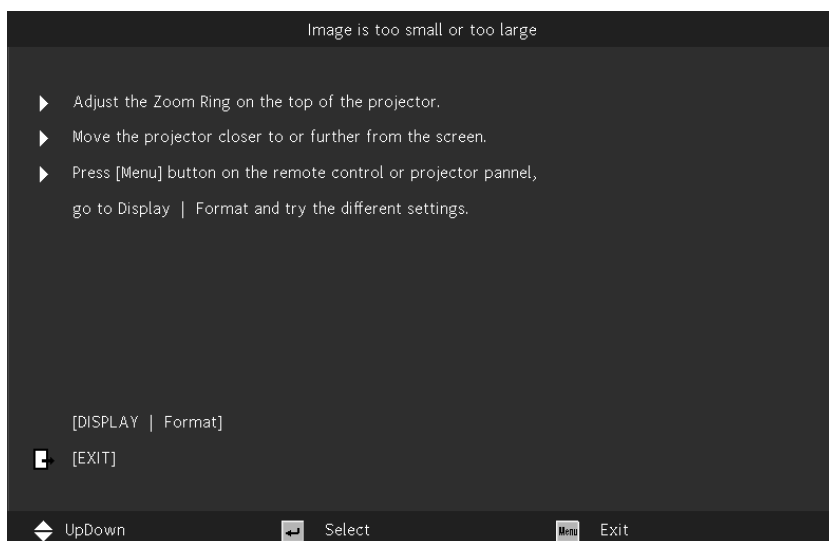 Image is too small or too large
Adjust the Zoom Ring on the top of the projector.
Move the projector closer to or further from the screen.
Press [Menu] button on the remote control or projector pannel,
go to Display | Format and try the different settings.
[DISPLAY | Format]
[EXIT]
UpDown Select Menu Exit